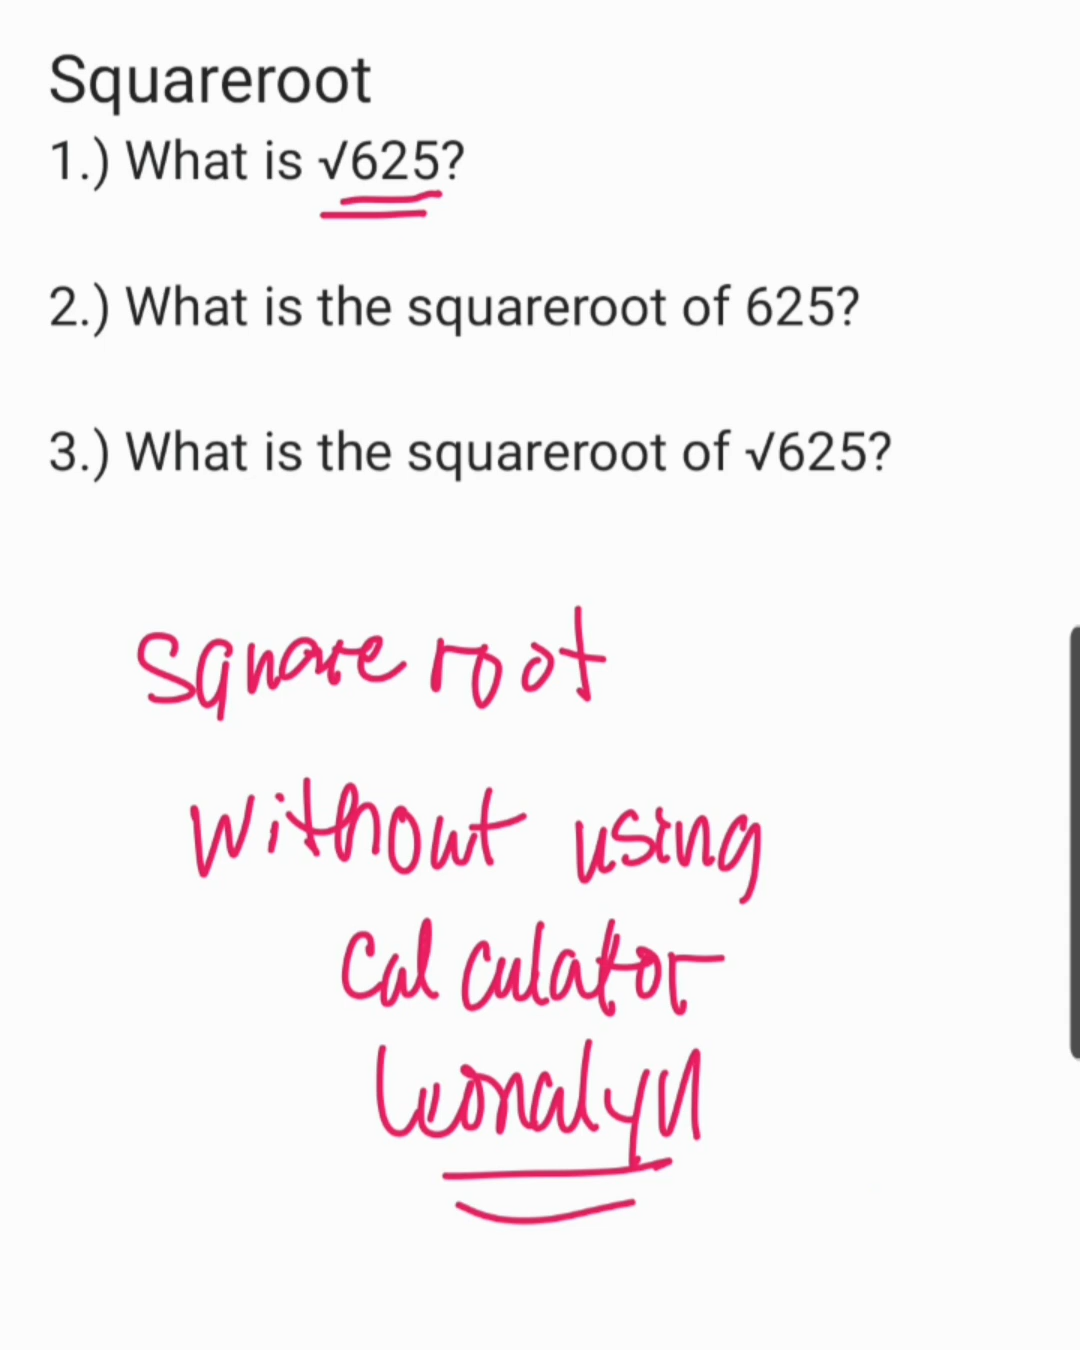 Squareroot
1.) What is √625?
2.) What is the squareroot of 625?
3.) What is the squareroot of √625?
Square root
without using
Calculator
Leonalyn